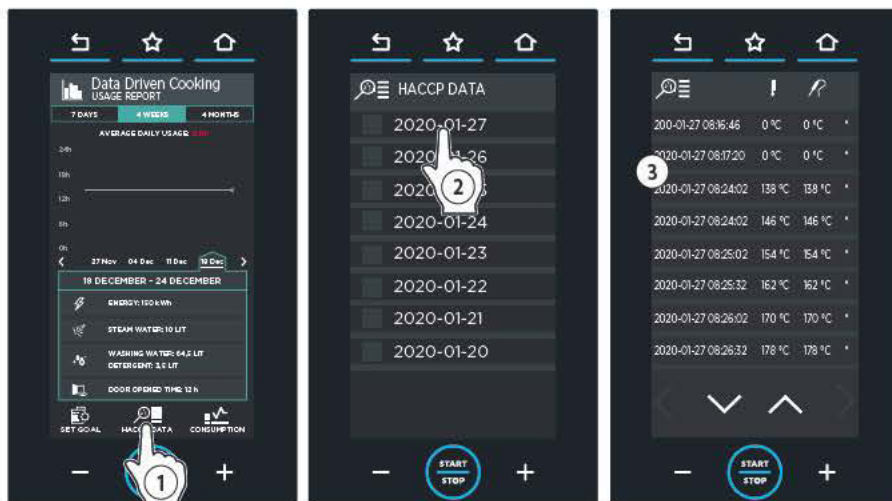 Data Driven Cooking
USAGE REPORT
7 DAYS 4 WEEKS 4 MONTHS
AVERAGE DAILY USAGE:
24h
12h
0h
27 Nov 04 Dec 11 Dec 18 Dec
18 DECEMBER - 24 DECEMBER
ENERGY: 150 kWh
STEAM WATER: 10 LIT
WASHING WATER: 64,5 LIT
DETERGENT: 3,5 LIT
DOOR OPENED TIME: 12 h
SET GOAL HACCP DATA CONSUMPTION
- 1 +
HACCP DATA
2020-01-27
2020-01-26
2
2020-01-24
2020-01-23
2020-01-22
2020-01-21
2020-01-20
- START +
STOP
200-01-27 08:16:46 0 °C 0 °C *
2020-01-27 08:17:20 0 °C 0 °C *
3
2020-01-27 08:24:02 138 °C 138 °C *
2020-01-27 08:24:02 146 °C 146 °C *
2020-01-27 08:25:02 154 °C 154 °C *
2020-01-27 08:25:32 162 °C 162 °C *
2020-01-27 08:26:02 170 °C 170 °C *
2020-01-27 08:26:32 178 °C 178 °C *
- START +
STOP